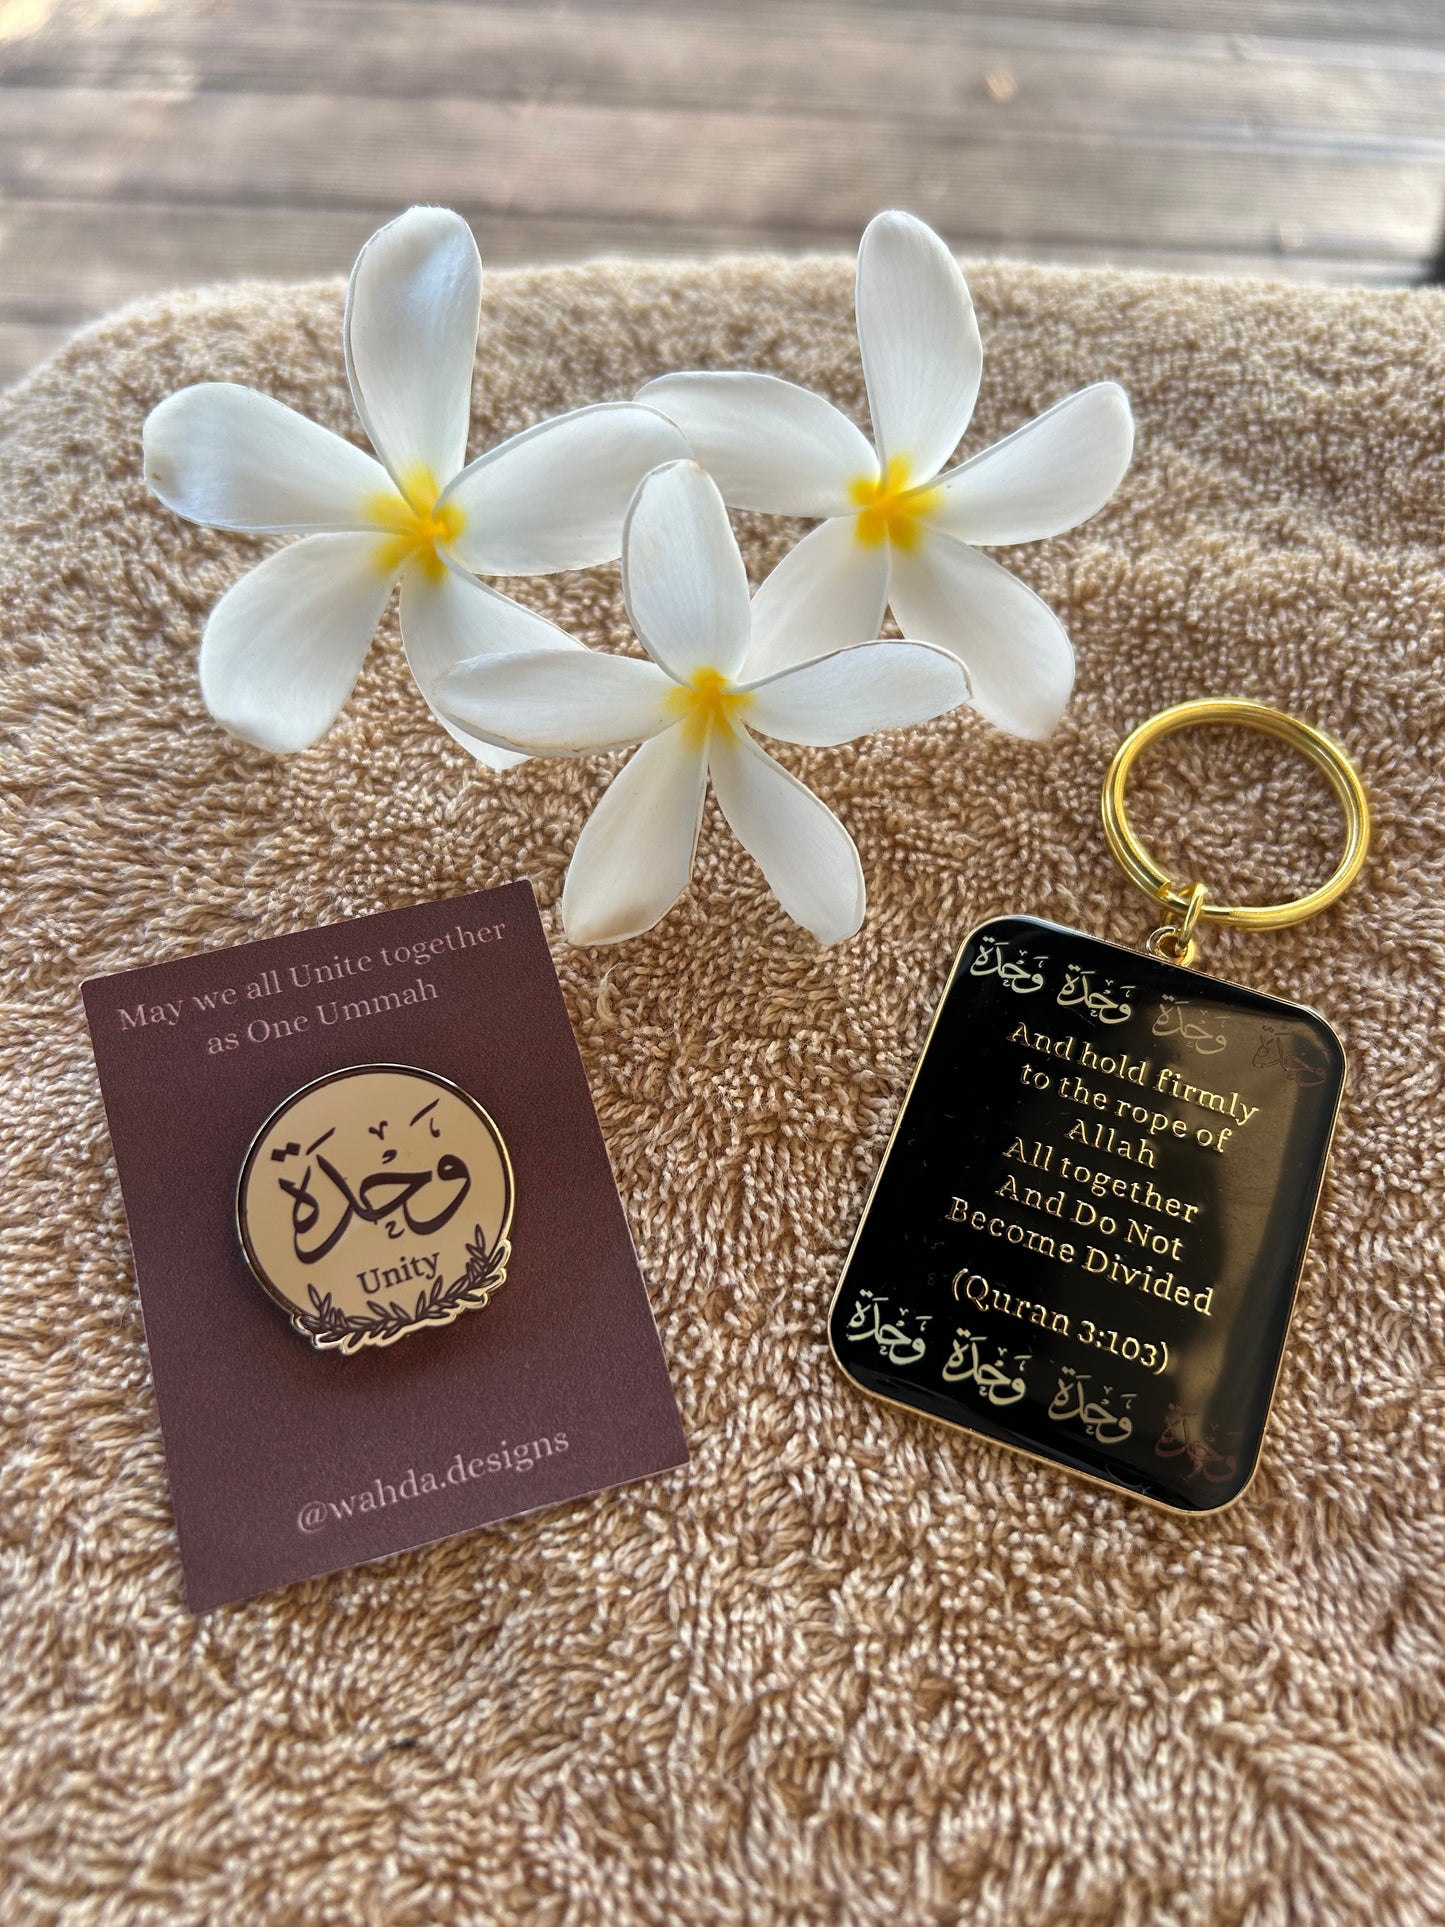 May we all Unite together
as One Ummah
وَحْدَة
Unity
@wahda.designs
وَحْدَة وَحْدَة وَحْدَة وَحْدَة
And hold firmly
to the rope of
Allah
All together
And Do Not
Become Divided
(Quran 3:103)
وَحْدَة وَحْدَة وَحْدَة وَحْدَة